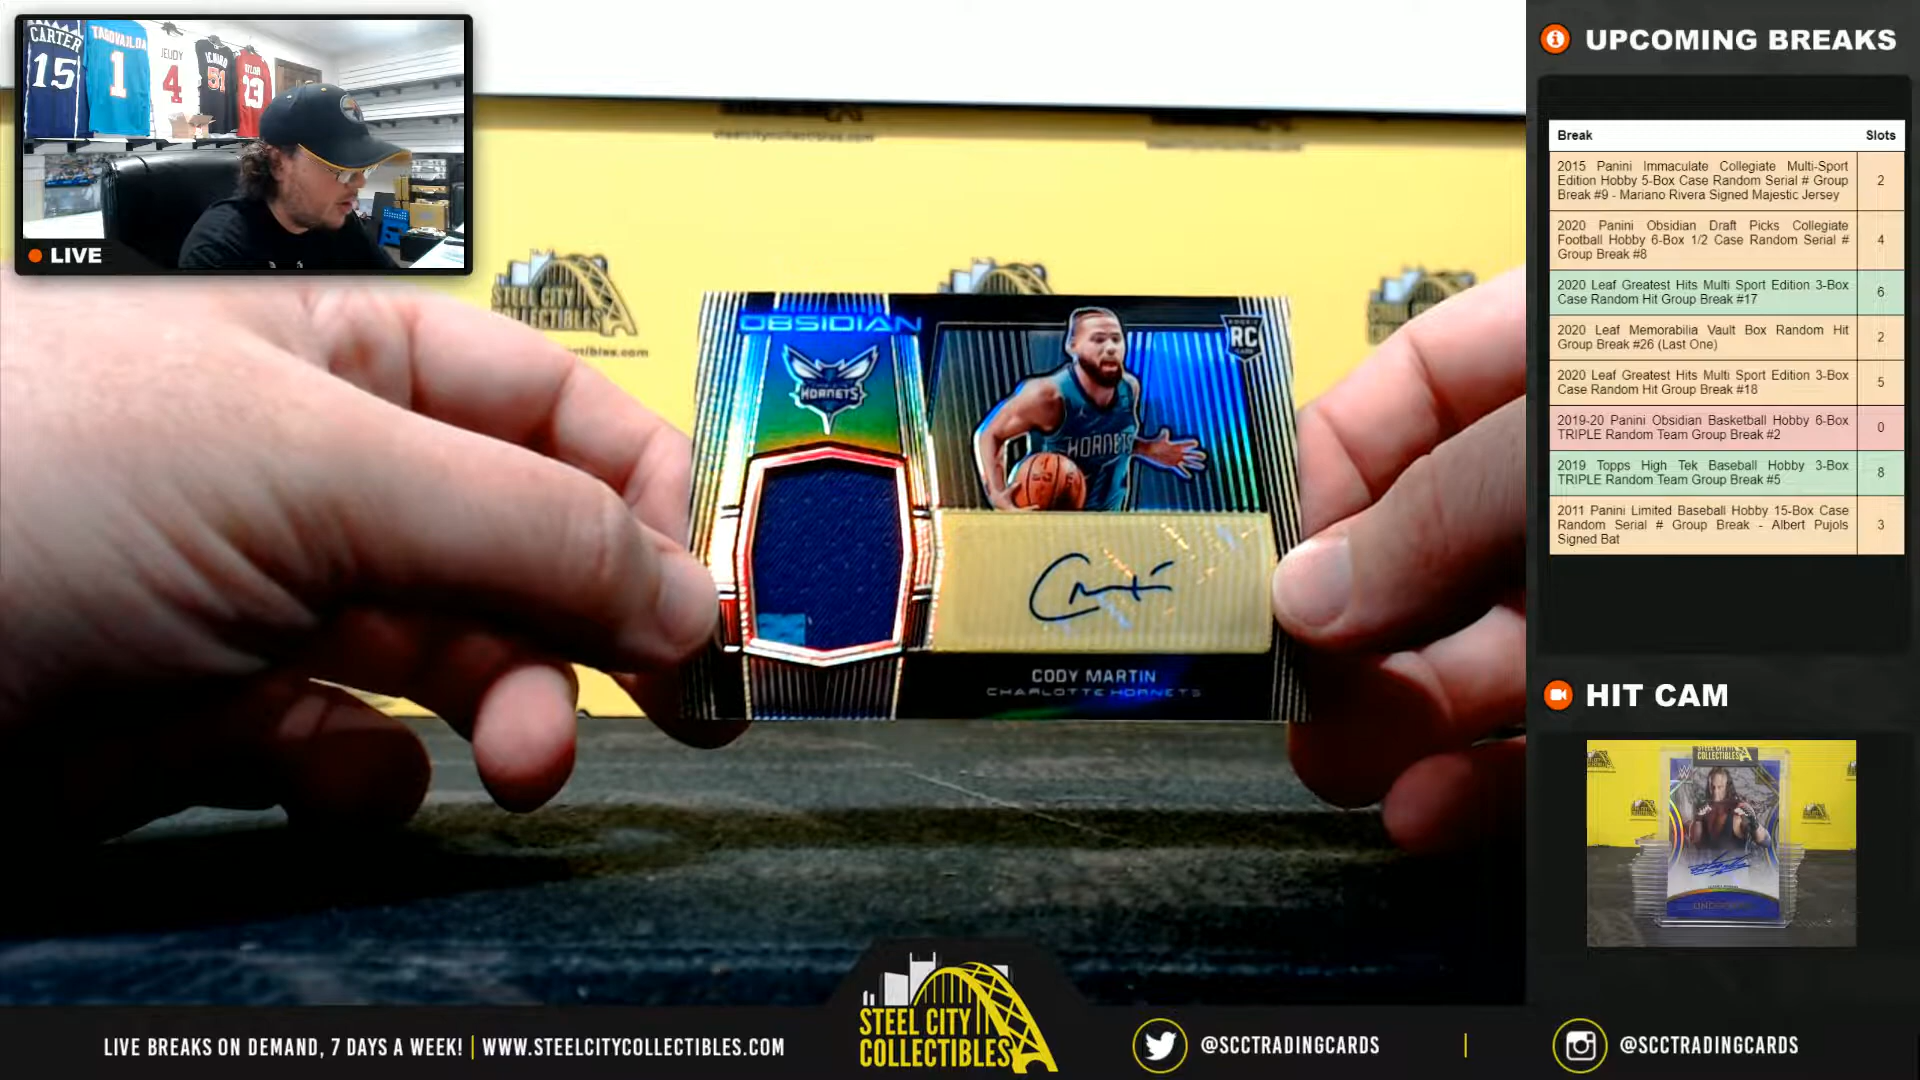 CARTER
15
TAGOVAILOA
1
JEUDY
4
51
23
LIVE
STEEL CITY
COLLECTIBLES
OBSIDIAN
HORNETS
RC
HORNETS
CODY MARTIN
CHARLOTTE HORNETS
UPCOMING BREAKS
Break Slots
2015 Panini Immaculate Collegiate Multi-Sport
Edition Hobby 5-Box Case Random Serial # Group
Break #9 - Mariano Rivera Signed Majestic Jersey
2
2020 Panini Obsidian Draft Picks Collegiate
Football Hobby 6-Box 1/2 Case Random Serial #
Group Break #8
4
2020 Leaf Greatest Hits Multi Sport Edition 3-Box
Case Random Hit Group Break #17
6
2020 Leaf Memorabilia Vault Box Random Hit
Group Break #26 (Last One)
2
2020 Leaf Greatest Hits Multi Sport Edition 3-Box
Case Random Hit Group Break #18
5
2019-20 Panini Obsidian Basketball Hobby 6-Box
TRIPLE Random Team Group Break #2
0
2019 Topps High Tek Baseball Hobby 3-Box
TRIPLE Random Team Group Break #5
8
2011 Panini Limited Baseball Hobby 15-Box Case
Random Serial # Group Break - Albert Pujols
Signed Bat
3
HIT CAM
STEEL CITY
COLLECTIBLES
LIVE BREAKS ON DEMAND, 7 DAYS A WEEK! | WWW.STEELCITYCOLLECTIBLES.COM
STEEL CITY
COLLECTIBLES
@SCCTRADINGCARDS
@SCCTRADINGCARDS